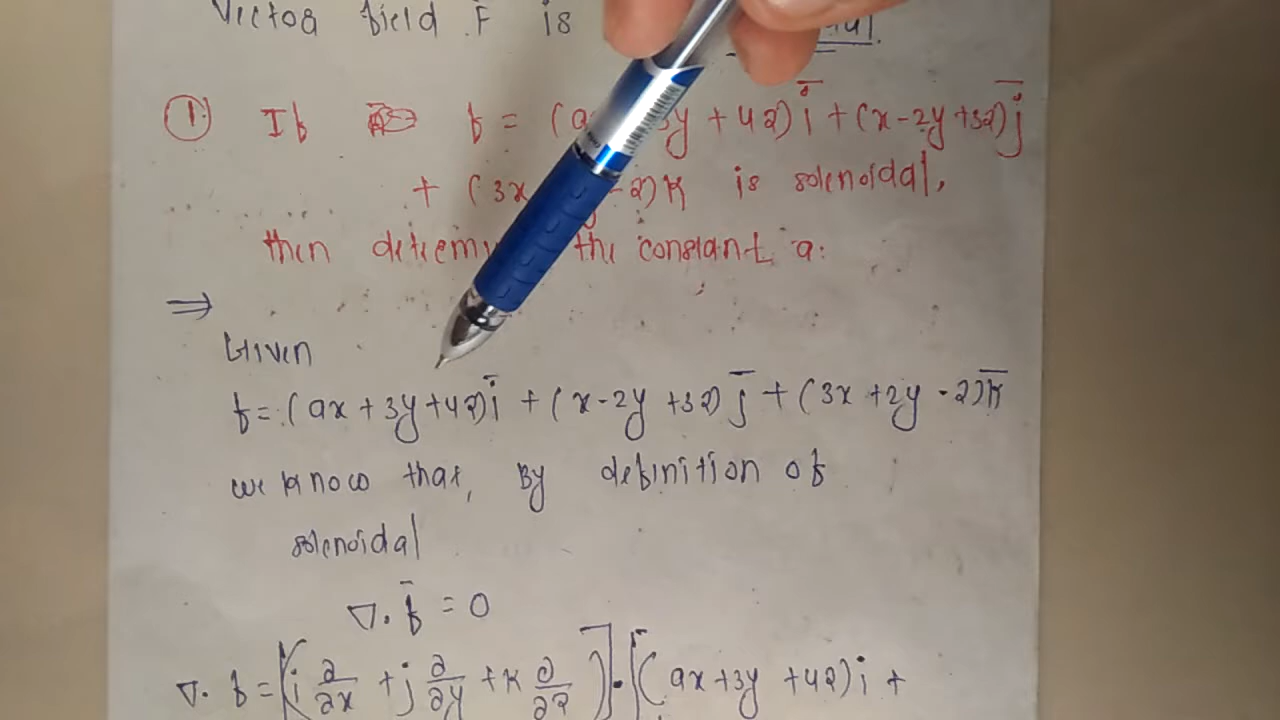 Vector field F̄ is
① If f = (a 3y + 4z)i̅ + (x-2y+3z)j̅
+ (3x -z)k is solenoidal,
then the constant a.
⇒
Given
f = (ax + 3y + 4z)i̅ + (x-2y +3z) j̅ + (3x +2y -z)k̅
we know that, By definition of
solenoidal
∇. f̅ = 0
∇. f = [(i ∂/∂x + j ∂/∂y + k ∂/∂z)]·[(ax +3y +4z)i +